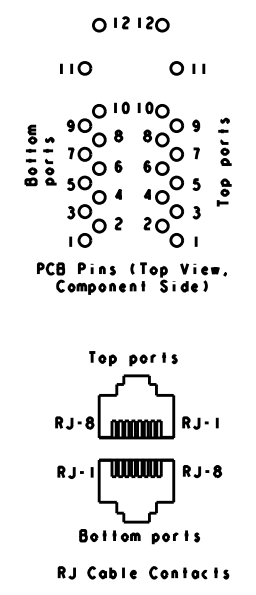 12 12
11 11
10 10
9 9
8 8
7 7
6 6
5 5
4 4
3 3
2 2
1 1
Bottom
ports
Top ports
PCB Pins (Top View,
Component Side)
Top ports
RJ-8 RJ-1
RJ-1 RJ-8
Bottom ports
RJ Cable Contacts